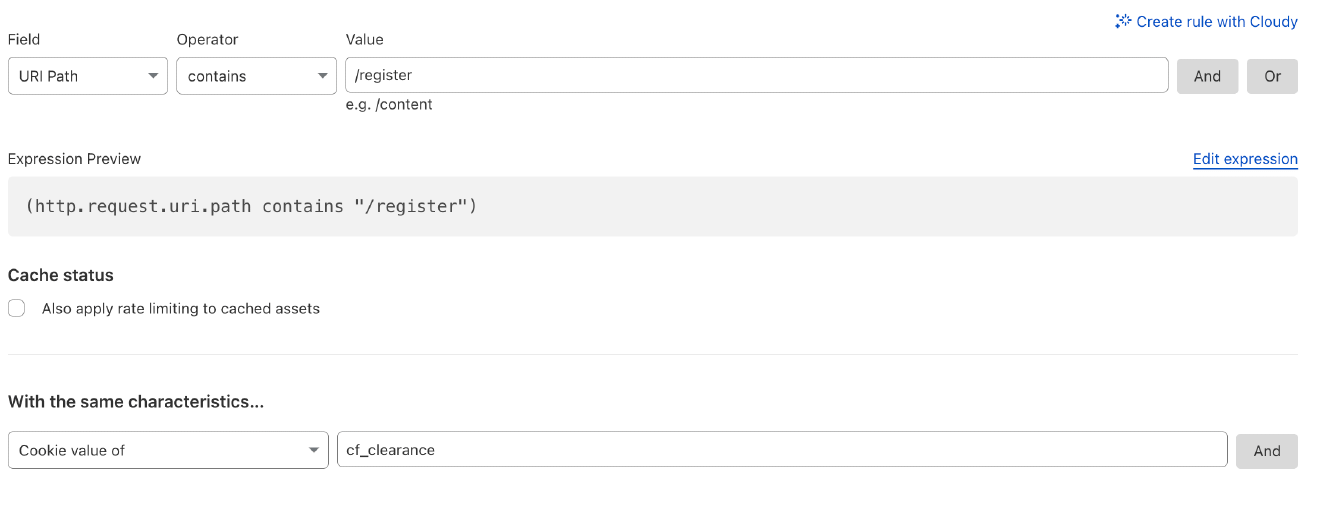 Create rule with Cloudy
Field Operator Value
URI Path contains /register And Or
e.g. /content
Expression Preview Edit expression
(http.request.uri.path contains "/register")
Cache status
Also apply rate limiting to cached assets
With the same characteristics...
Cookie value of cf_clearance And